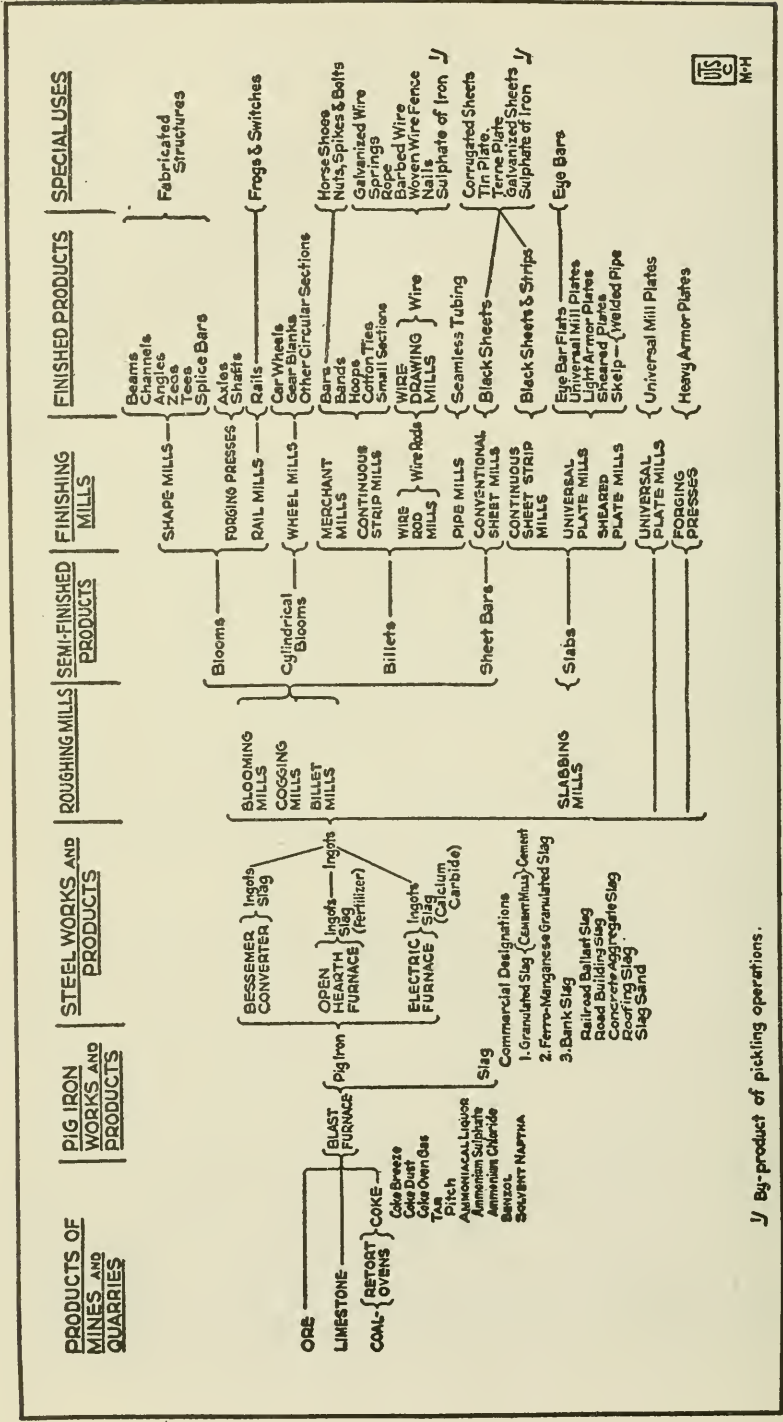 PRODUCTS OF
MINES AND
QUARRIES
PIG IRON
WORKS AND
PRODUCTS
STEEL WORKS AND
PRODUCTS
ROUGHING MILLS
SEMI-FINISHED
PRODUCTS
FINISHING
MILLS
FINISHED PRODUCTS
SPECIAL USES
ORE
LIMESTONE
COAL
RETORT
OVENS
COKE
Coke Breeze
Coke Dust
Coke Oven Gas
TAR
Pitch
AMMONIACAL LIQUOR
Ammonium Sulphate
Ammonium Chloride
BENZOL
SOLVENT NAPTHA
BLAST
FURNACE
Pig Iron
Slag
BESSEMER
CONVERTER
Ingots
Slag
OPEN
HEARTH
FURNACE
Ingots
Slag
(Fertilizer)
ELECTRIC
FURNACE
Ingots
Slag
(Calcium
Carbide)
Ingots
Commercial Designations
1. Granulated Slag {CEMENT MILLS} Cement
2. Ferro-Manganese Granulated Slag
3. Bank Slag
Railroad Ballast Slag
Road Building Slag
Concrete Aggregate Slag
Roofing Slag
Slag Sand
BLOOMING
MILLS
COGGING
MILLS
BILLET
MILLS
SLABBING
MILLS
Blooms
Cylindrical
Blooms
Billets
Sheet Bars
Slabs
SHAPE MILLS
FORGING PRESSES
RAIL MILLS
WHEEL MILLS
MERCHANT
MILLS
CONTINUOUS
STRIP MILLS
WIRE
ROD
MILLS
Wire Rods
PIPE MILLS
CONVENTIONAL
SHEET MILLS
CONTINUOUS
SHEET STRIP
MILLS
UNIVERSAL
PLATE MILLS
SHEARED
PLATE MILLS
UNIVERSAL
PLATE MILLS
FORGING
PRESSES
Beams
Channels
Angles
Zees
Tees
Splice Bars
Axles
Shafts
Rails
Car Wheels
Gear Blanks
Other Circular Sections
Bars
Bands
Hoops
Cotton Ties
Small Sections
WIRE-
DRAWING
MILLS
Wire
Seamless Tubing
Black Sheets
Black Sheets & Strips
Eye Bar Flats
Universal Mill Plates
Light Armor Plates
Sheared Plates
Skelp—{Welded Pipe
Universal Mill Plates
Heavy Armor Plates
Fabricated
Structures
Frogs & Switches
Horse Shoes
Nuts, Spikes & Bolts
Galvanized Wire
Springs
Rope
Barbed Wire
Woven Wire Fence
Nails
Sulphate of Iron 1/
Corrugated Sheets
Tin Plate.
Terne Plate
Galvanized Sheets
Sulphate of Iron 1/
Eye Bars
1/ By-product of pickling operations.
UTS
C
M-H